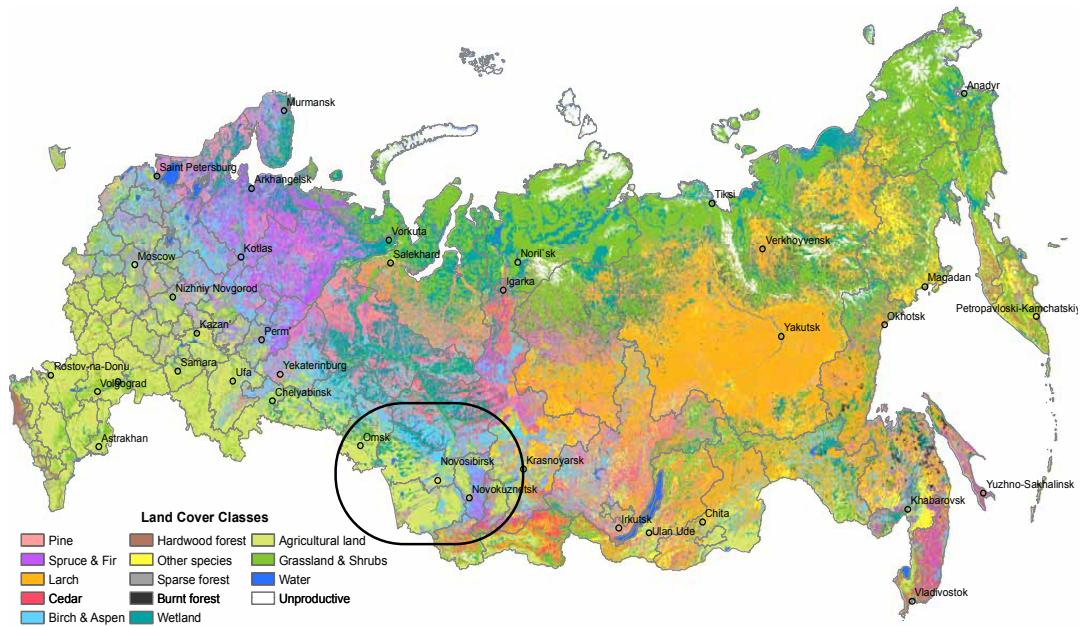 Murmansk
Anadyr
Saint Petersburg
Arkhangelsk
Tiksi
Vorkuta
Salekhard
Kotlas
Moscow
Noril`sk
Verkhoyvensk
Igarka
Magadan
Nizhniy Novgorod
Petropavloski-Kamchatskiy
Okhotsk
Kazan'
Perm'
Yakutsk
Samara
Rostov-na-Donu
Yekaterinburg
Ufa
Volgograd
Chelyabinsk
Astrakhan
Omsk
Novosibirsk
Krasnoyarsk
Novokuznetsk
Yuzhno-Sakhalinsk
Khabarovsk
Chita
Irkutsk
Ulan Ude
Vladivostok
Land Cover Classes
Pine
Hardwood forest
Agricultural land
Spruce & Fir
Other species
Grassland & Shrubs
Larch
Sparse forest
Water
Cedar
Burnt forest
Unproductive
Birch & Aspen
Wetland